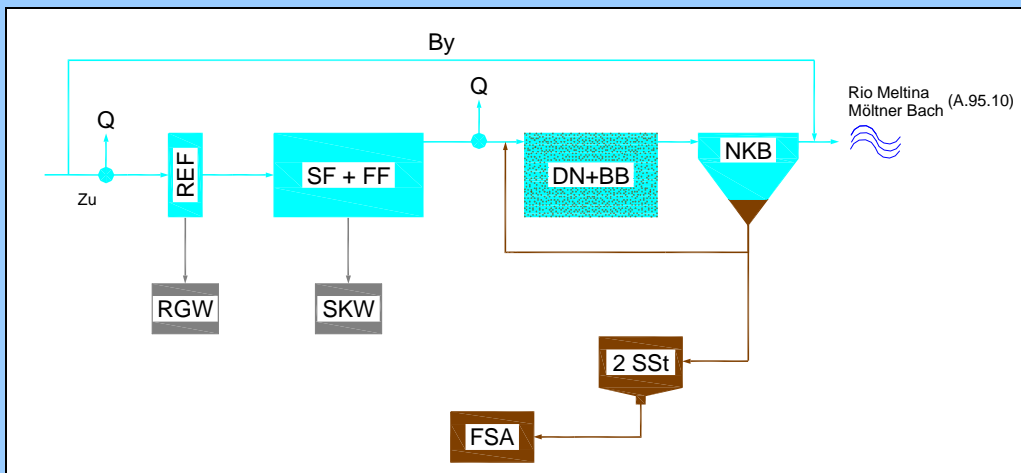 By
Q
Q
Rio Meltina
Möltner Bach (A.95.10)
Zu
REF
SF + FF
DN+BB
NKB
RGW
SKW
2 SSt
FSA